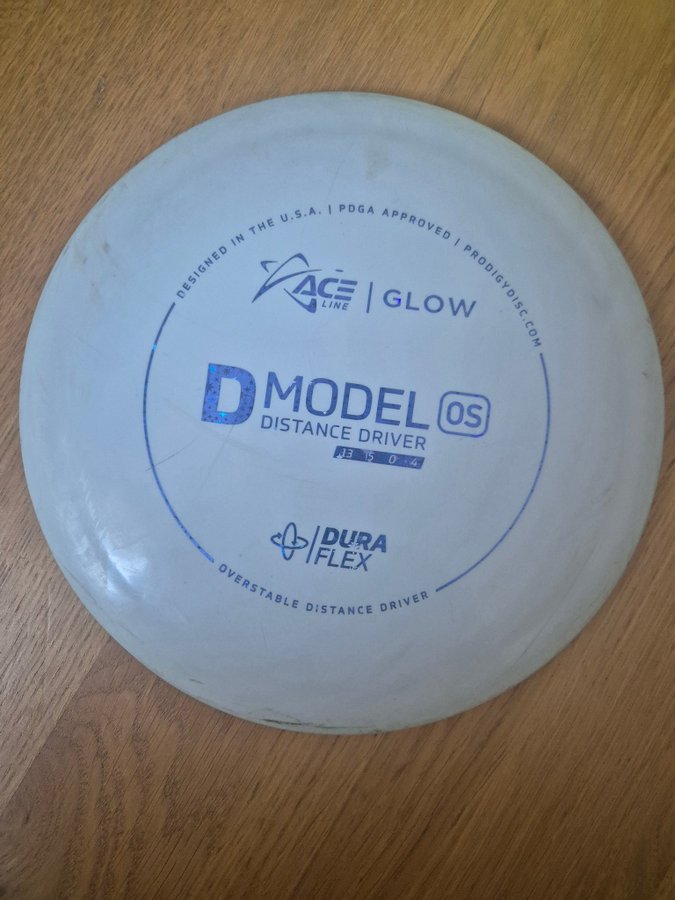 DESIGNED IN THE U.S.A. | PDGA APPROVED | PRODIGYDISC.COM
ACE LINE | GLOW
D MODEL OS
DISTANCE DRIVER
13 15 0 4
DURA
FLEX
OVERSTABLE DISTANCE DRIVER